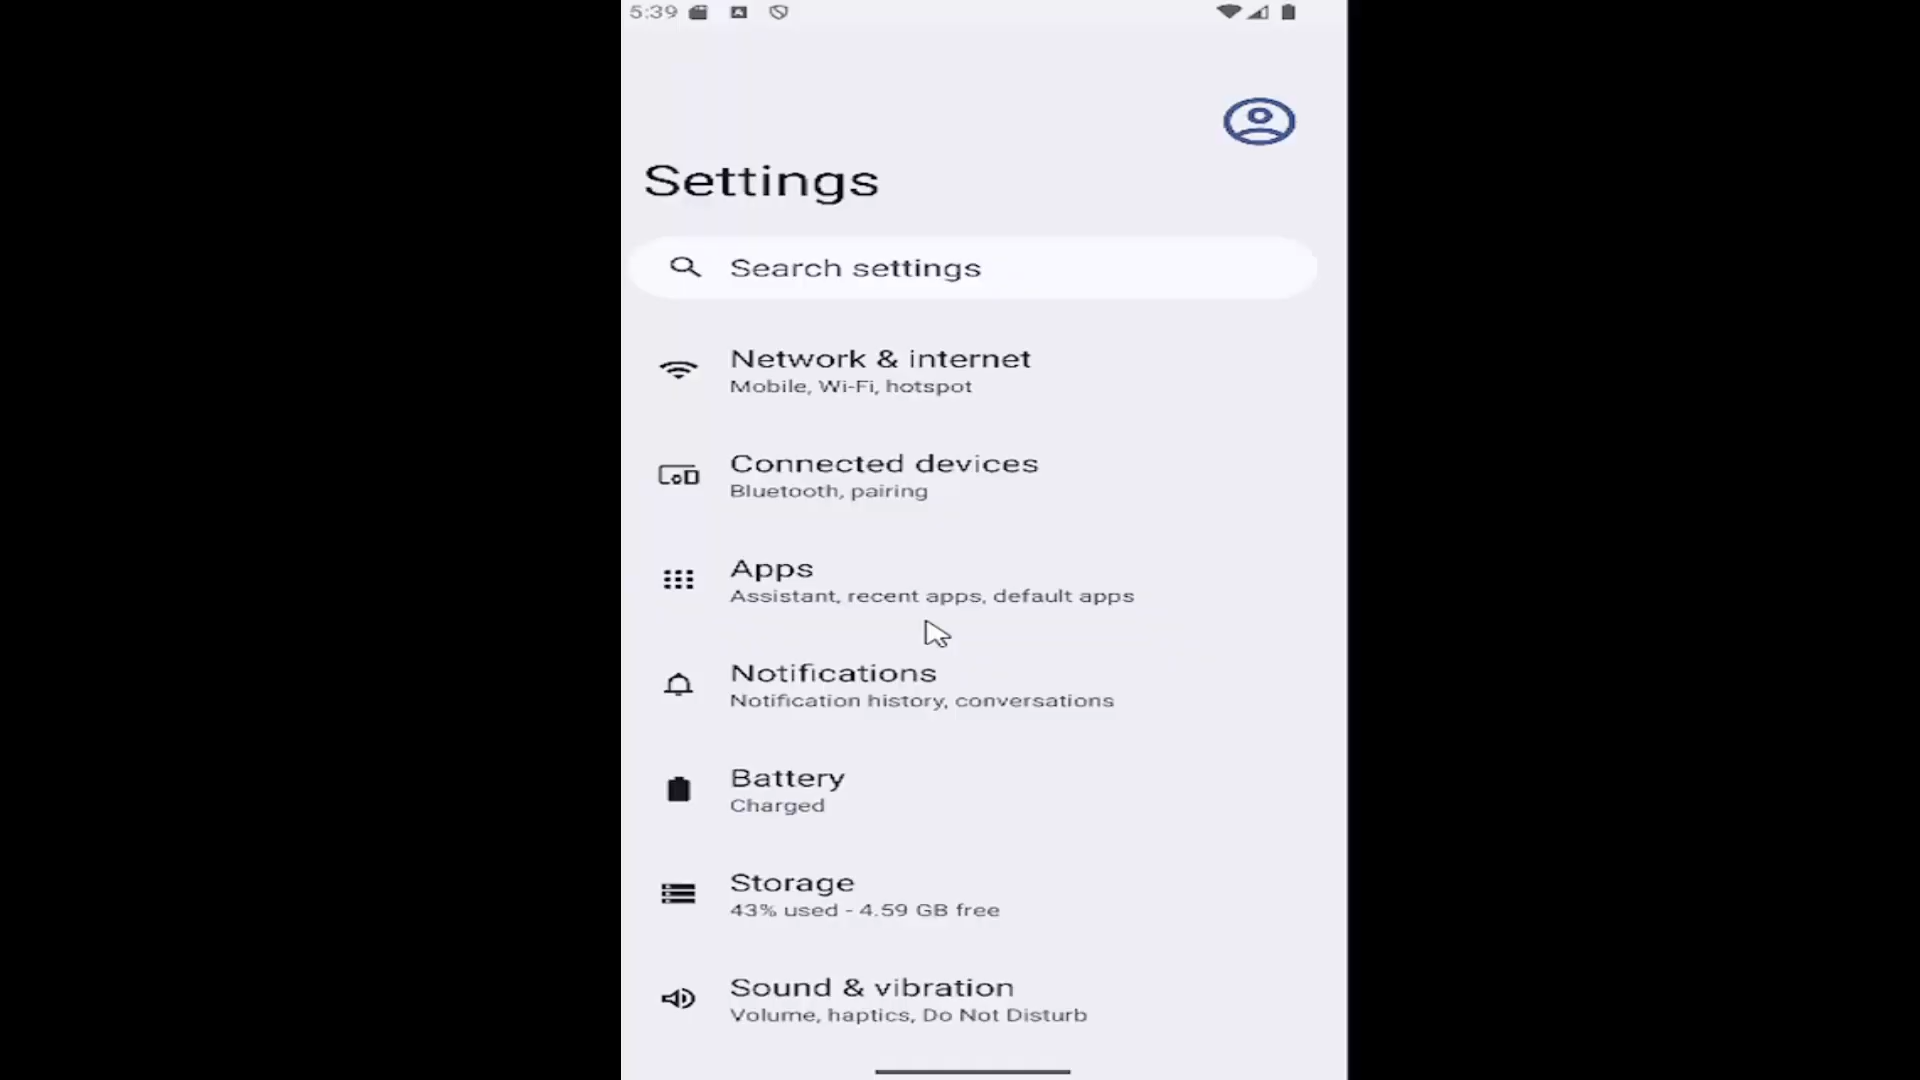 5:39
Settings
Search settings
Network & internet
Mobile, Wi-Fi, hotspot
Connected devices
Bluetooth, pairing
Apps
Assistant, recent apps, default apps
Notifications
Notification history, conversations
Battery
Charged
Storage
43% used - 4.59 GB free
Sound & vibration
Volume, haptics, Do Not Disturb